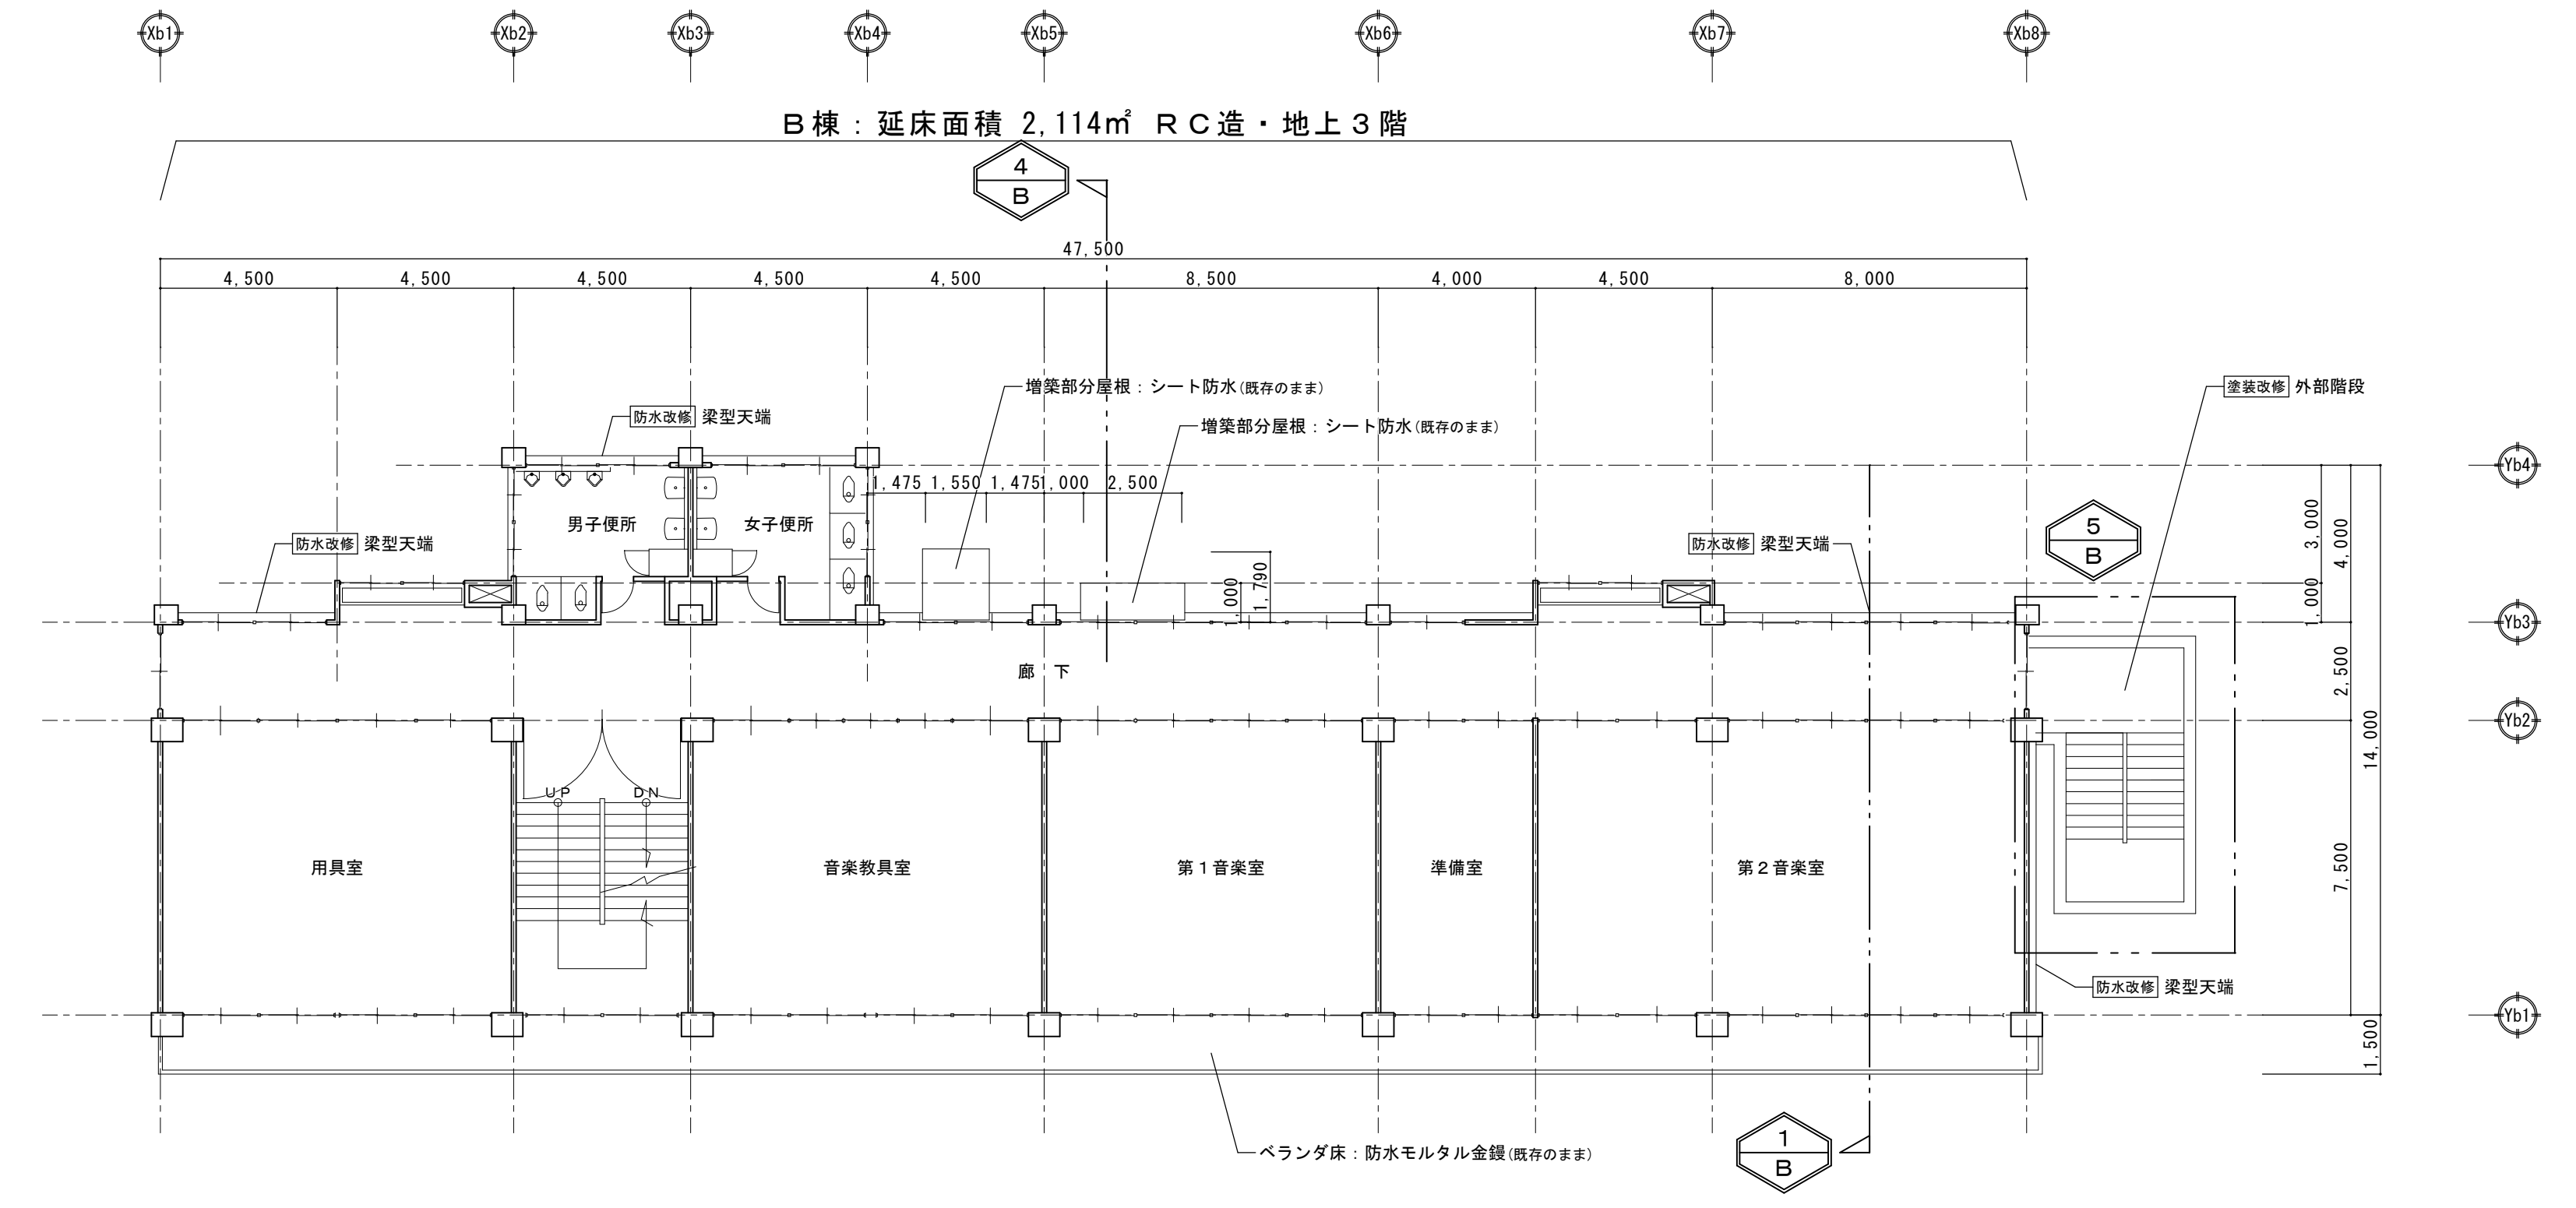 Xb1 Xb2 Xb3 Xb4 Xb5 Xb6 Xb7 Xb8
B棟：延床面積 2,114㎡ RC造・地上3階
4
B
47,500
4,500 4,500 4,500 4,500 4,500 8,500 4,000 4,500 8,000
増築部分屋根：シート防水(既存のまま)
塗装改修 外部階段
防水改修 梁型天端
増築部分屋根：シート防水(既存のまま)
Yb4
1,475 1,550 1,475 1,000 2,500
男子便所
女子便所
防水改修 梁型天端
防水改修 梁型天端
5
B
3,000
4,000
1,000
1,790
1,000
Yb3
廊 下
2,500
Yb2
14,000
UP DN
用具室
音楽教具室
第1音楽室
準備室
第2音楽室
7,500
防水改修 梁型天端
Yb1
1,500
1
B
ベランダ床：防水モルタル金鏝(既存のまま)